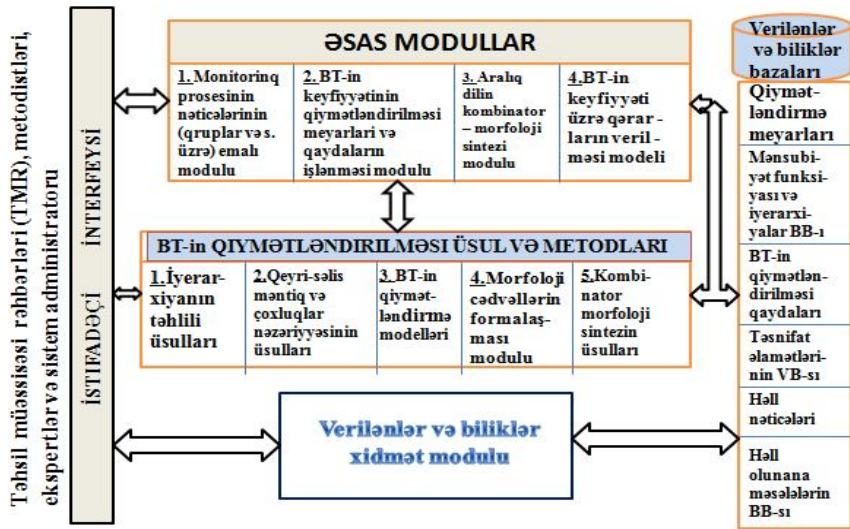 Təhsil müəssisəsi rəhbərləri (TMR), metodistləri,
ekspertlər və sistem administratoru
İSTİFADƏÇİ İNTERFEYSİ
ƏSAS MODULLAR
1. Monitorinq
prosesinin
nəticələrinin
(qruplar və s.
üzrə) emalı
modulu
2. BT-in
keyfiyyətinin
qiymətləndirilməsi
meyarlari və
qaydaların
işlənməsi modulu
3. Aralıq
dilin
kombinator
– morfoloji
sintezi
modulu
4. BT-in
keyfiyyəti
üzrə qərar -
ların veril -
məsi modeli
BT-in QIYMƏTLƏNDIRILMƏSI ÜSUL VƏ METODLARI
1. İyerar-
xiyanın
təhlili
üsulları
2. Qeyri-səlis
məntiq və
çoxluqlar
nəzəriyyəsinin
üsulları
3. BT-in
qiymət-
ləndirmə
modelləri
4. Morfoloji
cədvəllərin
formalaş-
ması
modulu
5. Kombi-
nator
morfoloji
sintezin
üsulları
Verilənlər və biliklər
xidmət modulu
Verilənlər
və biliklər
bazaları
Qiymət-
ləndirmə
meyarları
Mənsubi-
yət funksi-
yası və
iyerarxi-
yalar BB-ı
BT-in
qiymətlən-
dirilməsi
qaydaları
Təsnifat
əlamətləri-
nin VB-sı
Həll
nəticələri
Həll
olunana
məsələlərin
BB-sı